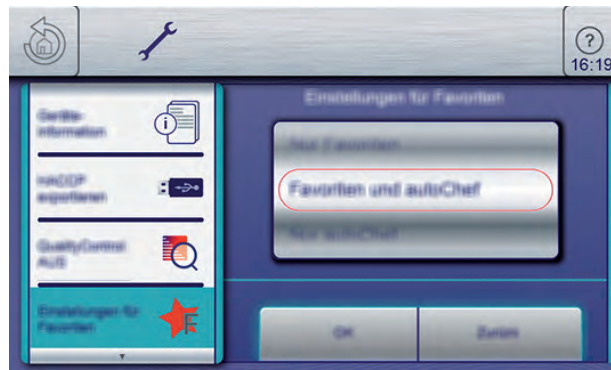 ?
16:19
Geräte-
information
HACCP
exportieren
QualityControl
AUS
Einstellungen für
Favoriten
Einstellungen für Favoriten
Nur Favoriten
Favoriten und autoChef
Nur autoChef
OK
Zurück